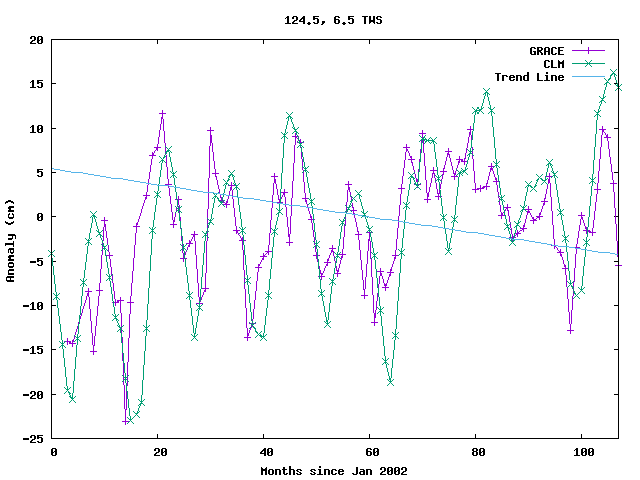 124.5, 6.5 TWS
GRACE
CLM
Trend Line
20
15
10
5
0
-5
-10
-15
-20
-25
Anomaly (cm)
0 20 40 60 80 100
Months since Jan 2002